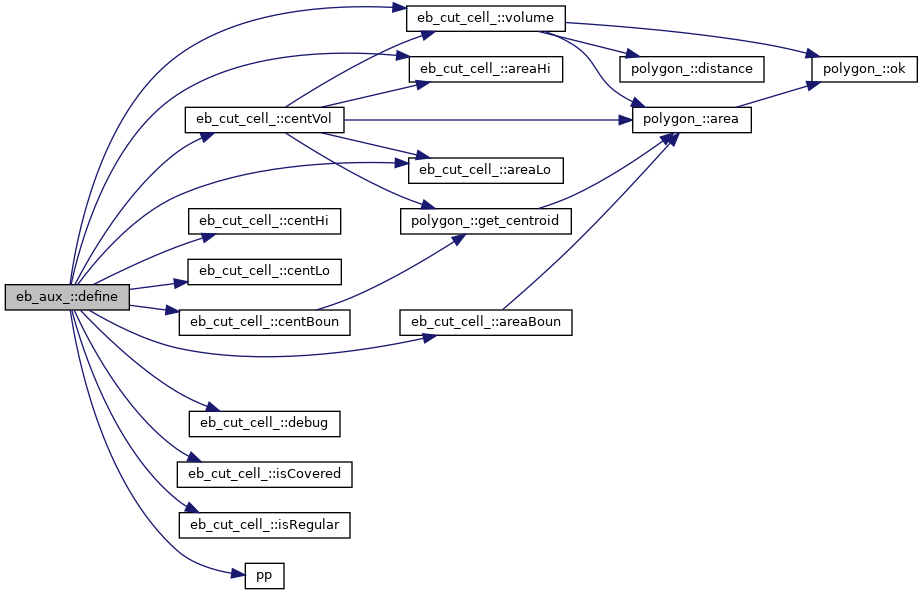 eb_cut_cell_::volume
eb_cut_cell_::areaHi
polygon_::distance
polygon_::ok
eb_cut_cell_::centVol
polygon_::area
eb_cut_cell_::areaLo
eb_cut_cell_::centHi
polygon_::get_centroid
eb_cut_cell_::centLo
eb_aux_::define
eb_cut_cell_::centBoun
eb_cut_cell_::areaBoun
eb_cut_cell_::debug
eb_cut_cell_::isCovered
eb_cut_cell_::isRegular
pp